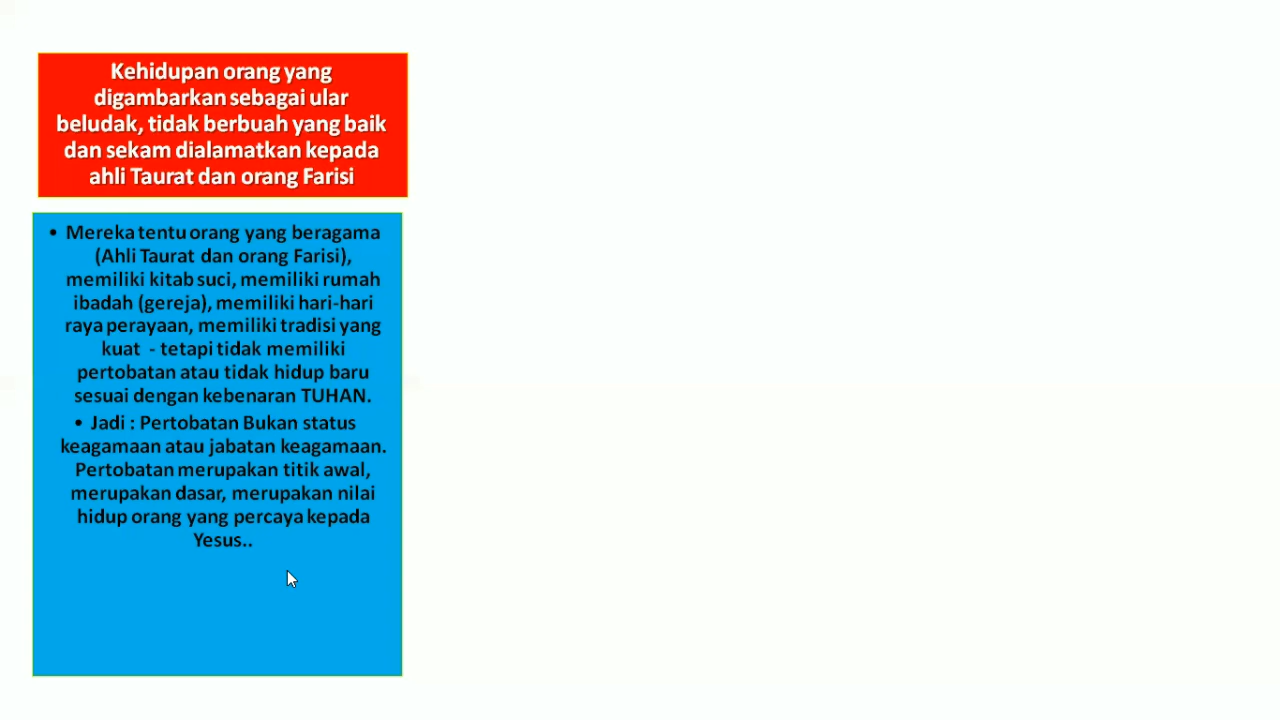 Kehidupan orang yang
digambarkan sebagai ular
beludak, tidak berbuah yang baik
dan sekam dialamatkan kepada
ahli Taurat dan orang Farisi
• Mereka tentu orang yang beragama
(Ahli Taurat dan orang Farisi),
memiliki kitab suci, memiliki rumah
ibadah (gereja), memiliki hari-hari
raya perayaan, memiliki tradisi yang
kuat - tetapi tidak memiliki
pertobatan atau tidak hidup baru
sesuai dengan kebenaran TUHAN.
• Jadi : Pertobatan Bukan status
keagamaan atau jabatan keagamaan.
Pertobatan merupakan titik awal,
merupakan dasar, merupakan nilai
hidup orang yang percaya kepada
Yesus..